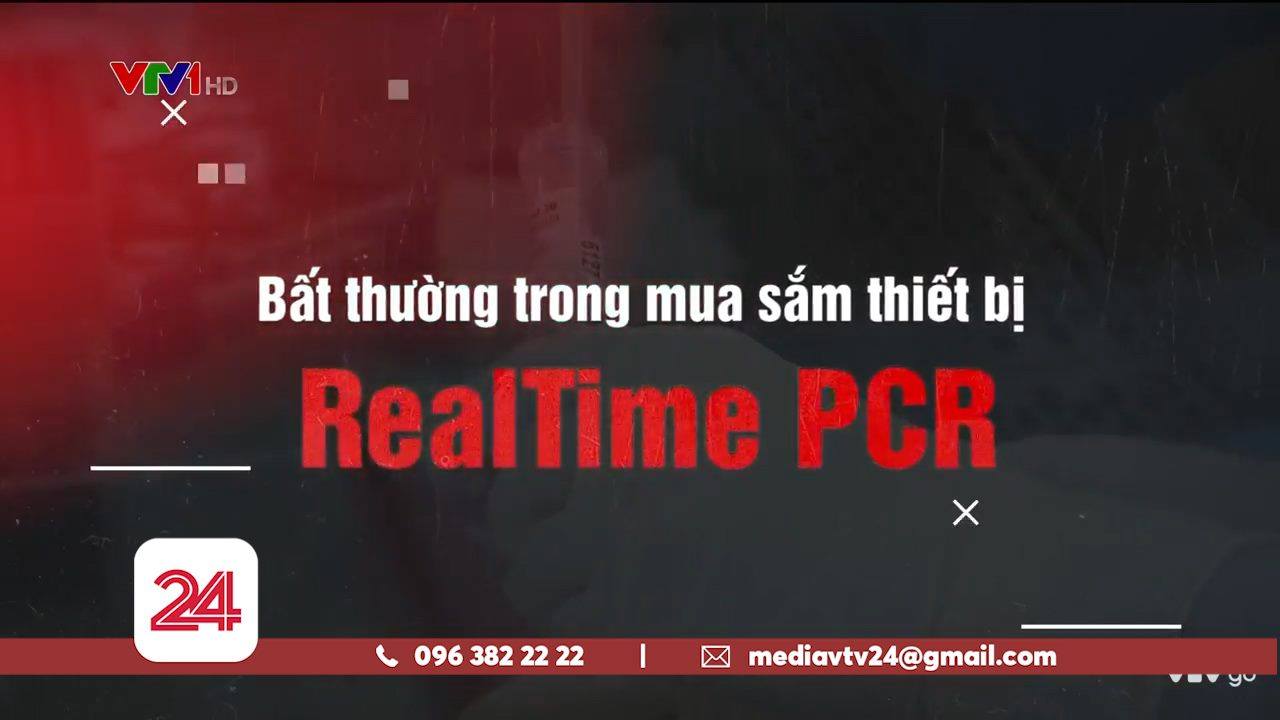 VTV1 HD
Bất thường trong mua sắm thiết bị
RealTime PCR
24
096 382 22 22 | mediavtv24@gmail.com